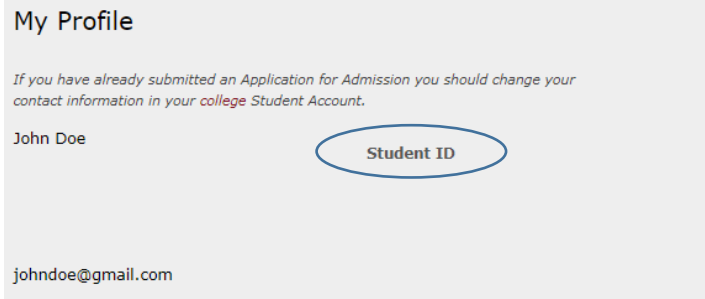 My Profile
If you have already submitted an Application for Admission you should change your
contact information in your college Student Account.
John Doe
Student ID
johndoe@gmail.com